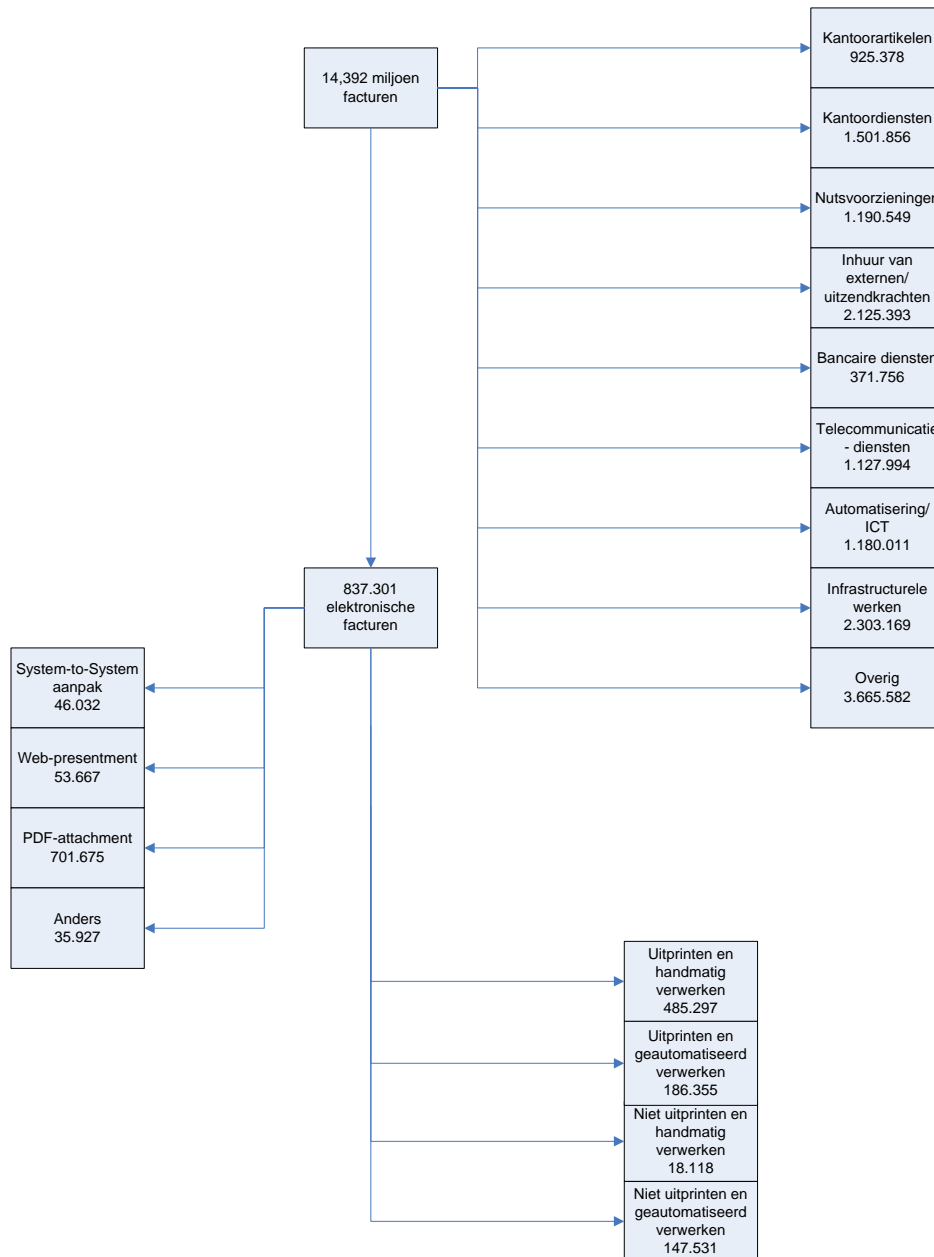 14,392 miljoen
facturen
Kantoorartikelen
925.378
Kantoordiensten
1.501.856
Nutsvoorzieningen
1.190.549
Inhuur van
externen/
uitzendkrachten
2.125.393
Bancaire diensten
371.756
Telecommunicatie
- diensten
1.127.994
Automatisering/
ICT
1.180.011
Infrastructurele
werken
2.303.169
Overig
3.665.582
837.301
elektronische
facturen
System-to-System
aanpak
46.032
Web-presentment
53.667
PDF-attachment
701.675
Anders
35.927
Uitprinten en
handmatig
verwerken
485.297
Uitprinten en
geautomatiseerd
verwerken
186.355
Niet uitprinten en
handmatig
verwerken
18.118
Niet uitprinten en
geautomatiseerd
verwerken
147.531